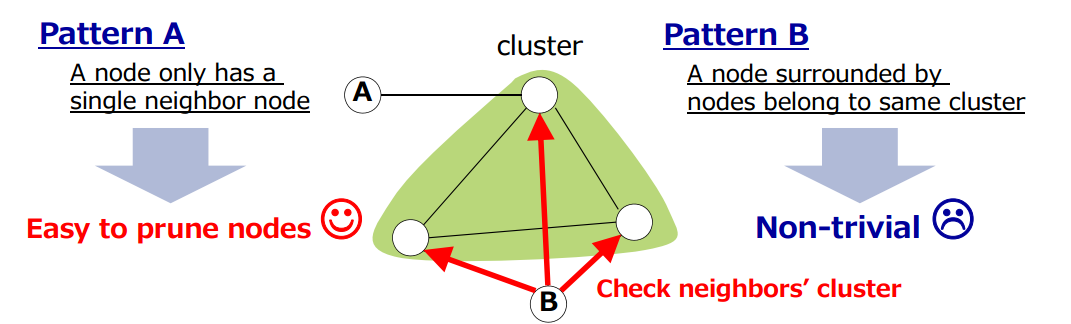 Pattern A
A node only has a
single neighbor node
Easy to prune nodes
cluster
A
B
Check neighbors' cluster
Pattern B
A node surrounded by
nodes belong to same cluster
Non-trivial